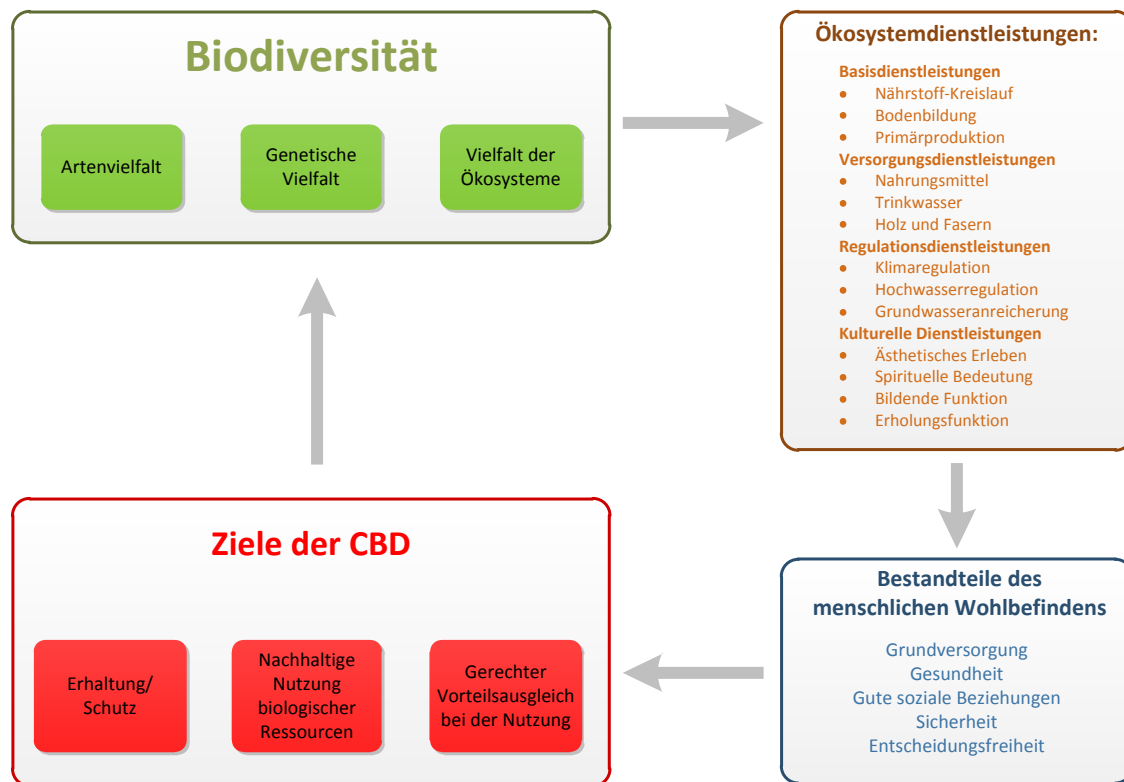 Biodiversität
Artenvielfalt
Genetische
Vielfalt
Vielfalt der
Ökosysteme
Ökosystemdienstleistungen:
Basisdienstleistungen
● Nährstoff-Kreislauf
● Bodenbildung
● Primärproduktion
Versorgungsdienstleistungen
● Nahrungsmittel
● Trinkwasser
● Holz und Fasern
Regulationsdienstleistungen
● Klimaregulation
● Hochwasserregulation
● Grundwasseranreicherung
Kulturelle Dienstleistungen
● Ästhetisches Erleben
● Spirituelle Bedeutung
● Bildende Funktion
● Erholungsfunktion
Bestandteile des
menschlichen Wohlbefindens
Grundversorgung
Gesundheit
Gute soziale Beziehungen
Sicherheit
Entscheidungsfreiheit
Ziele der CBD
Erhaltung/
Schutz
Nachhaltige
Nutzung
biologischer
Ressourcen
Gerechter
Vorteilsausgleich
bei der Nutzung